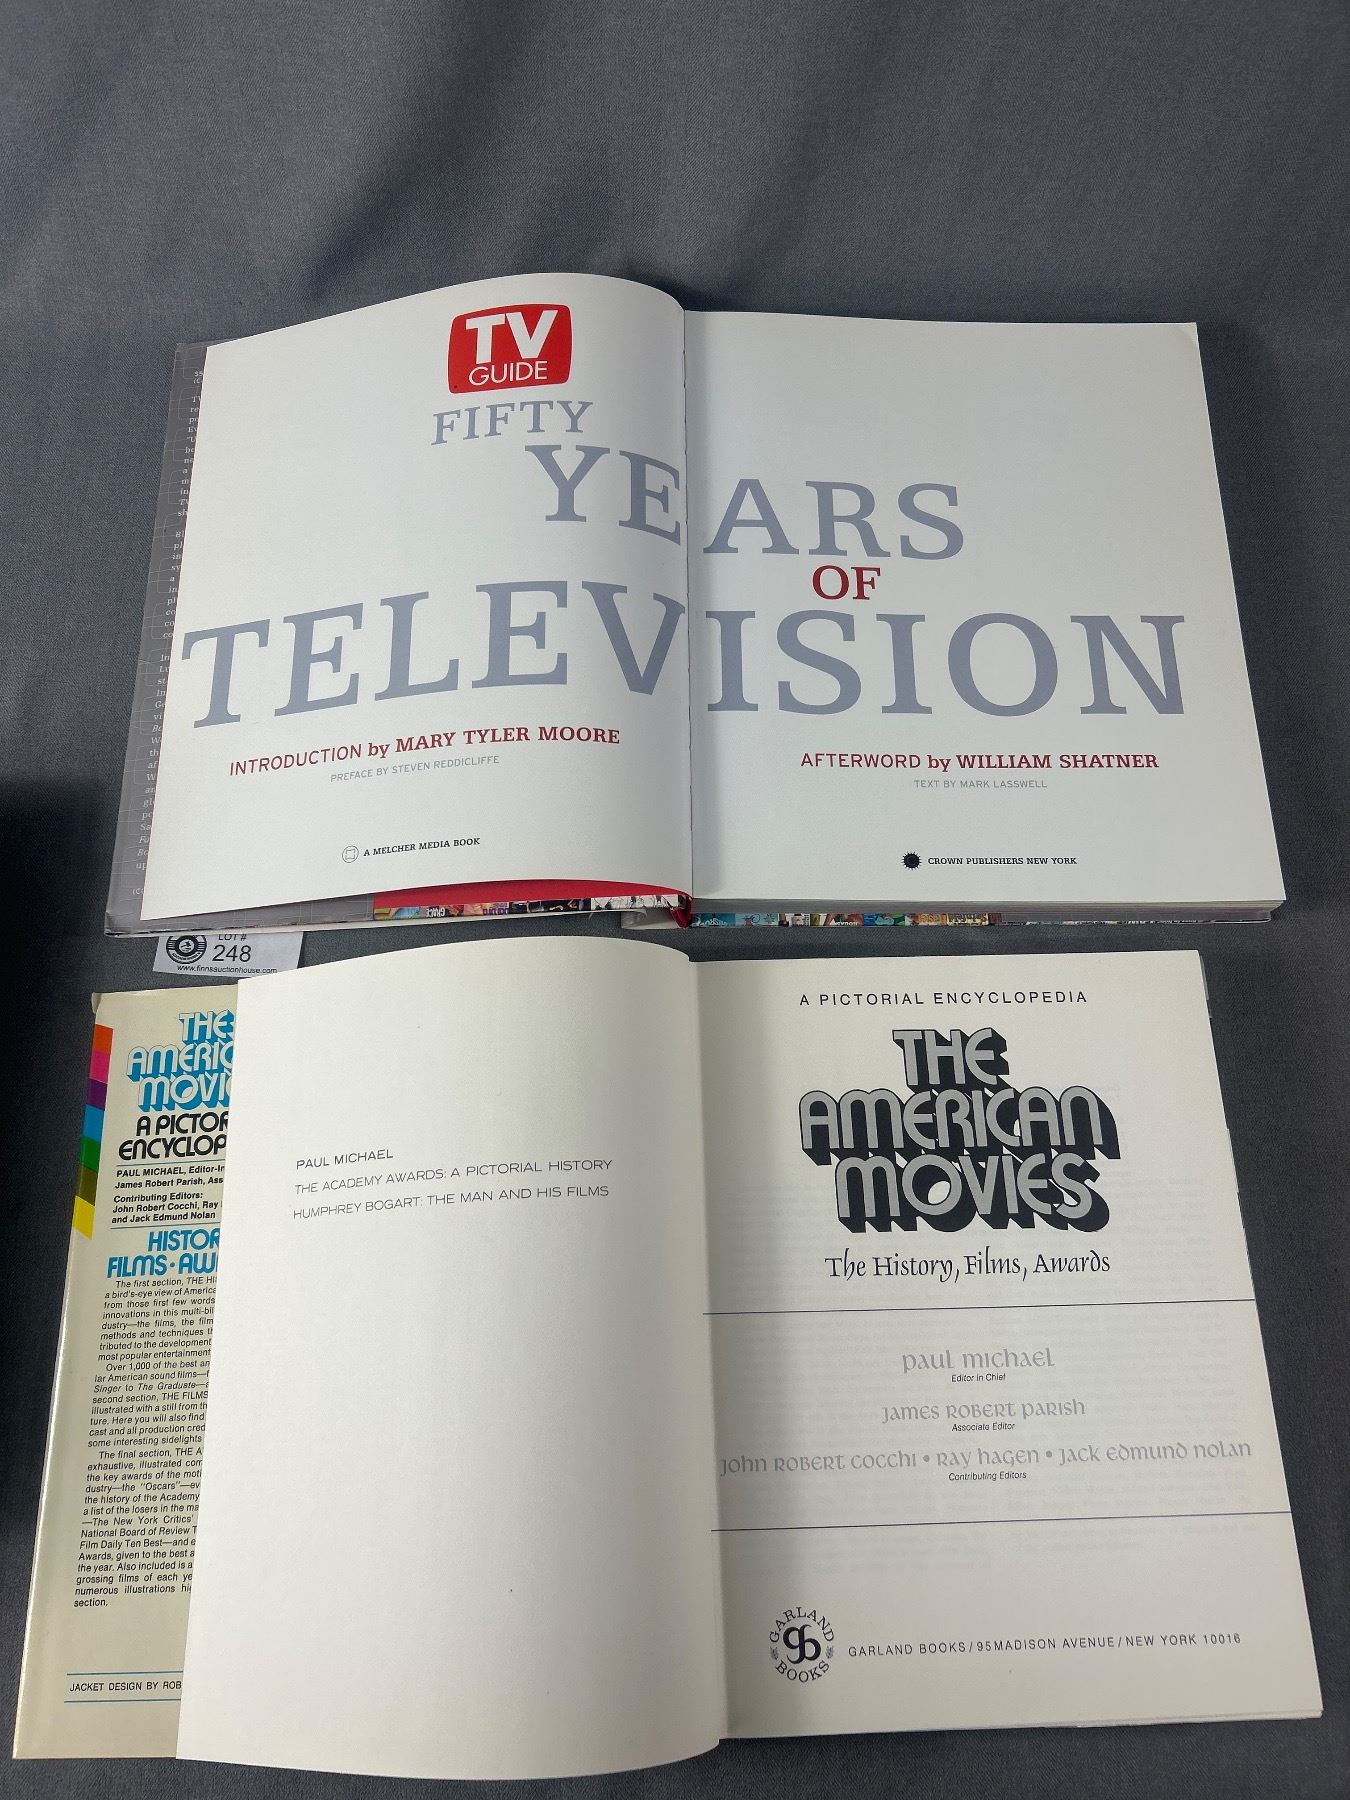 TV
GUIDE
FIFTY
YEARS
OF
TELEVISION
INTRODUCTION by MARY TYLER MOORE
PREFACE BY STEVEN REDDICLIFFE
AFTERWORD by WILLIAM SHATNER
TEXT BY MARK LASSWELL
A MELCHER MEDIA BOOK
CROWN PUBLISHERS NEW YORK
LOT #
248
www.finnsauctionhouse.com
THE
AMERIC
MOVI
A PICTOR
ENCYCLOP
PAUL MICHAEL, Editor-In
James Robert Parish, Ass
Contributing Editors:
John Robert Cocchi, Ray
and Jack Edmund Nolan
HISTOR
FILMS · AW
The first section, THE HI
a bird's-eye view of America
from those first few words
innovations in this multi-bil
dustry—the films, the film
methods and techniques th
tributed to the development
most popular entertainment
Over 1,000 of the best an
lar American sound films—
Singer to The Graduate—
second section, THE FILMS
illustrated with a still from th
ture. Here you will also find
cast and all production cred
some interesting sidelights
The final section, THE A
exhaustive, illustrated com
the key awards of the moti
dustry—the "Oscars"—ev
the history of the Academy
a list of the losers in the ma
—The New York Critics'
National Board of Review T
Film Daily Ten Best—and e
Awards, given to the best a
the year. Also included is a
grossing films of each ye
numerous illustrations hi
section.
JACKET DESIGN BY ROB
PAUL MICHAEL
THE ACADEMY AWARDS: A PICTORIAL HISTORY
HUMPHREY BOGART: THE MAN AND HIS FILMS
A PICTORIAL ENCYCLOPEDIA
THE
AMERICAN
MOVIES
The History, Films, Awards
Paul Michael
Editor in Chief
James Robert Parish
Associate Editor
John Robert Cocchi • Ray Hagen • Jack Edmund Nolan
Contributing Editors
GARLAND
BOOKS
GARLAND BOOKS / 95 MADISON AVENUE / NEW YORK 10016